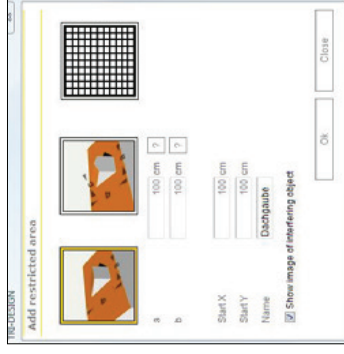 TRI-DESIGN
Add restricted area
a 100 cm ?
b 100 cm ?
Start X 100 cm
Start Y 100 cm
Name Dachgaube
Show image of interfering object
Ok Close